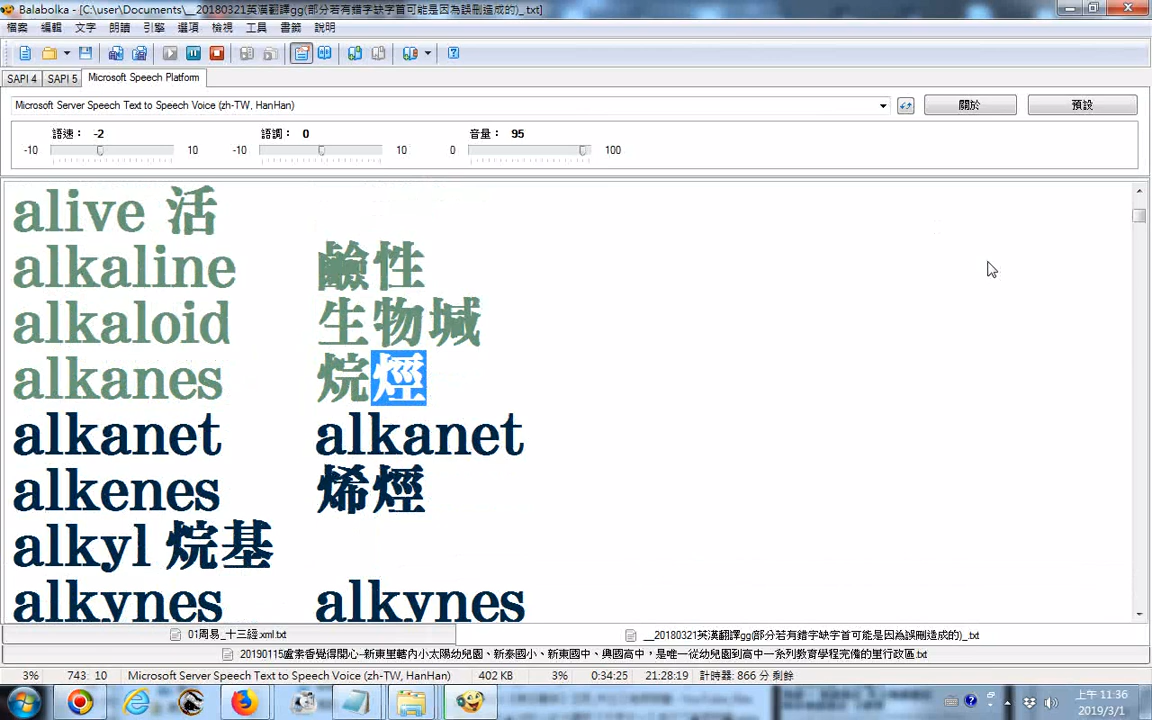 Balabolka - [C:\user\Documents\__20180321英漢翻譯gg(部分若有錯字缺字首可能是因為誤刪造成的)_.txt]
檔案 編輯 文字 朗讀 引擎 選項 檢視 工具 書籤 說明
SAPI 4 SAPI 5 Microsoft Speech Platform
Microsoft Server Speech Text to Speech Voice (zh-TW, HanHan) 關於 預設
語速： -2 語調： 0 音量： 95
-10 10 -10 10 0 100
alive 活
alkaline 鹼性
alkaloid 生物堿
alkanes 烷烴
alkanet alkanet
alkenes 烯烴
alkyl 烷基
alkynes alkynes
01周易_十三經.xml.txt __20180321英漢翻譯gg(部分若有錯字缺字首可能是因為誤刪造成的)_.txt
20190115盧素香覺得開心--新東里轄內小太陽幼兒園、新泰國小、新東國中、興國高中，是唯一從幼兒園到高中一系列教育學程完備的里行政區.txt
3% 743: 10 Microsoft Server Speech Text to Speech Voice (zh-TW, HanHan) 402 KB 3% 0:34:25 21:28:19 計時器: 866 分 剩餘
上午 11:36
2019/3/1